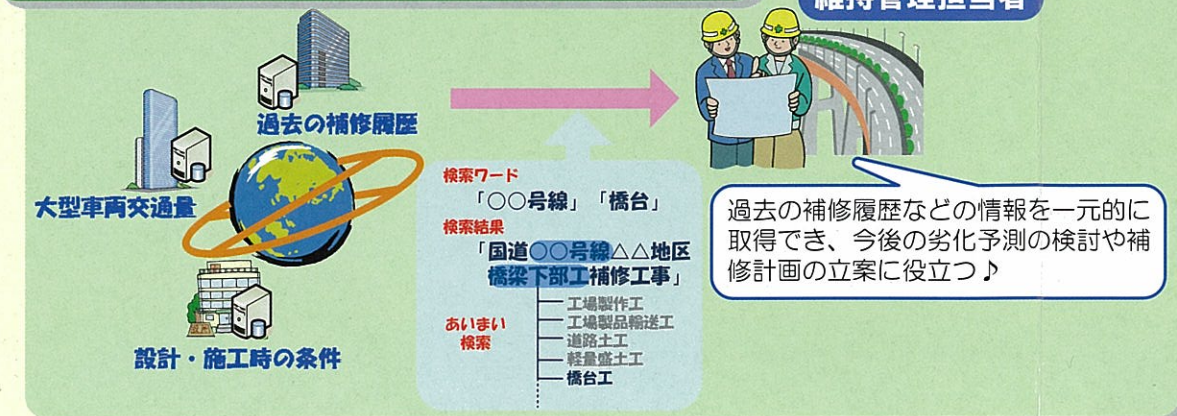 維持管理担当者
過去の補修履歴
大型車両交通量
設計・施工時の条件
検索ワード
「○○号線」「橋台」
検索結果
「国道○○号線△△地区
橋梁下部工補修工事」
あいまい
検索
工場製作工
工場製品輸送工
道路土工
軽量盛土工
橋台工
過去の補修履歴などの情報を一元的に
取得でき、今後の劣化予測の検討や補
修計画の立案に役立つ♪